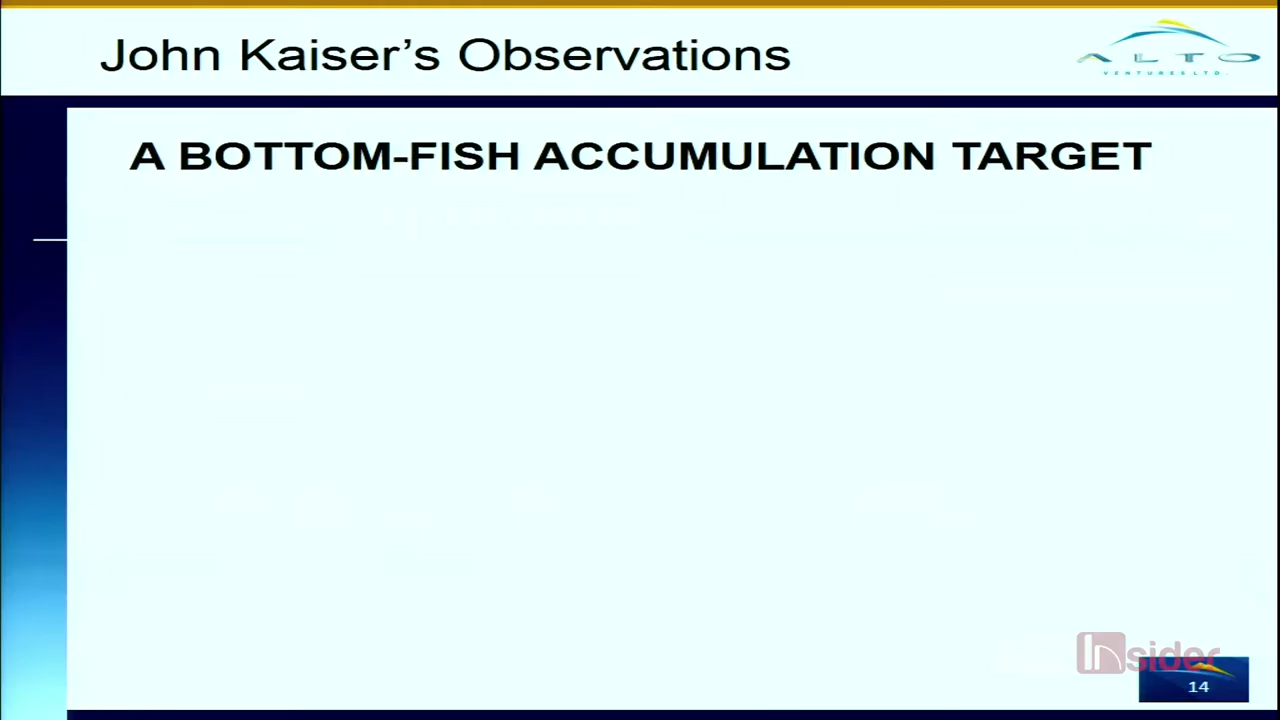 John Kaiser’s Observations
ALTO
VENTURES LTD.
A BOTTOM-FISH ACCUMULATION TARGET
Insider
14